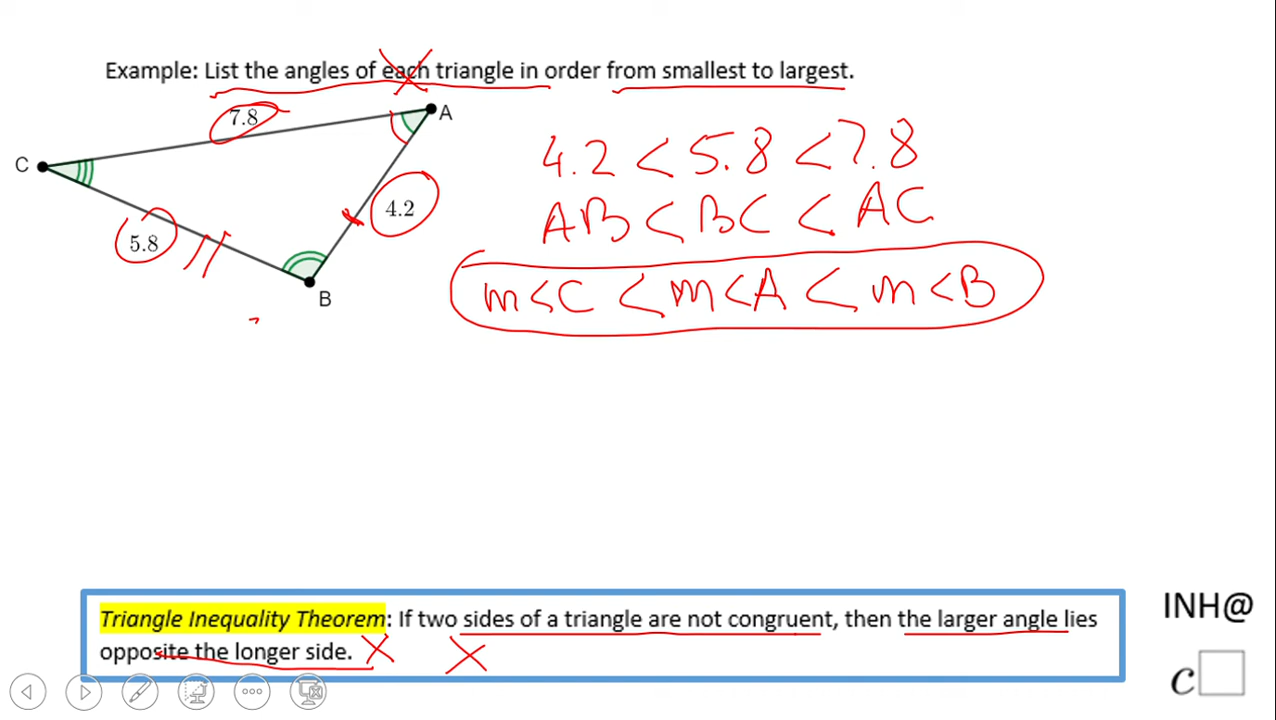 Example: List the angles of each triangle in order from smallest to largest.
7.8
A
C
4.2
5.8
B
4.2 < 5.8 < 7.8
AB < BC < AC
m<C < m<A < m<B
Triangle Inequality Theorem: If two sides of a triangle are not congruent, then the larger angle lies
opposite the longer side.
INH@
c